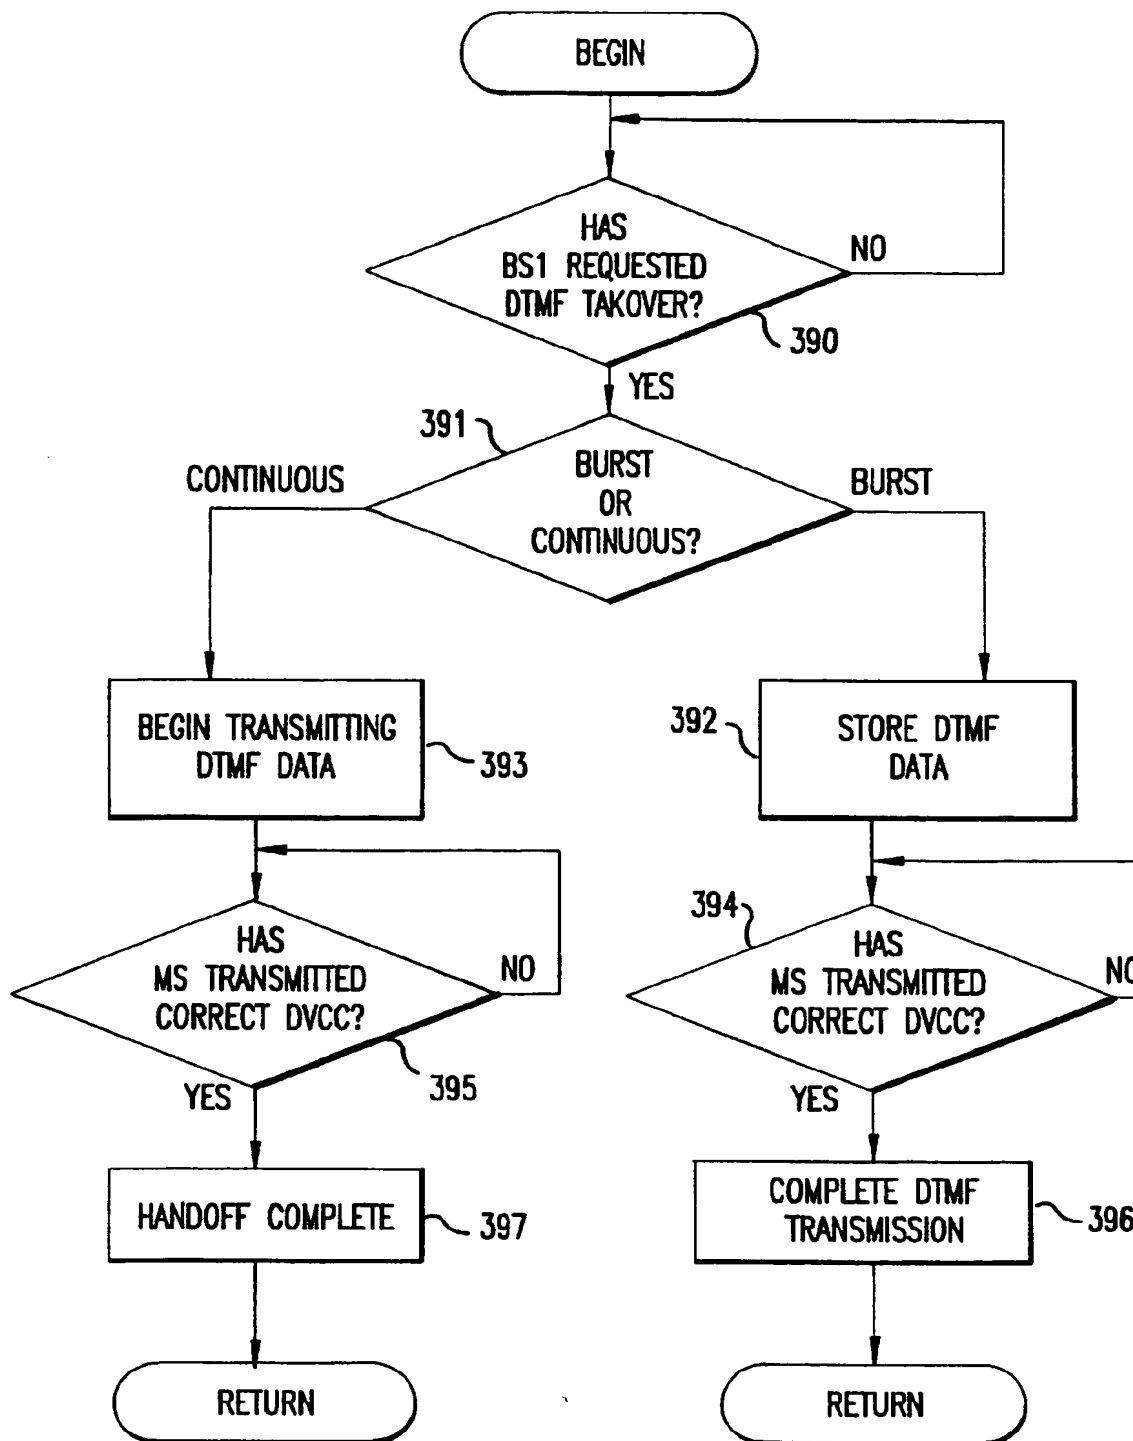 BEGIN
HAS
BS1 REQUESTED
DTMF TAKOVER?
NO
390
YES
391
BURST
OR
CONTINUOUS?
CONTINUOUS
BURST
BEGIN TRANSMITTING
DTMF DATA
393
392
STORE DTMF
DATA
HAS
MS TRANSMITTED
CORRECT DVCC?
NO
395
YES
394
HAS
MS TRANSMITTED
CORRECT DVCC?
NO
YES
HANDOFF COMPLETE
397
COMPLETE DTMF
TRANSMISSION
396
RETURN
RETURN